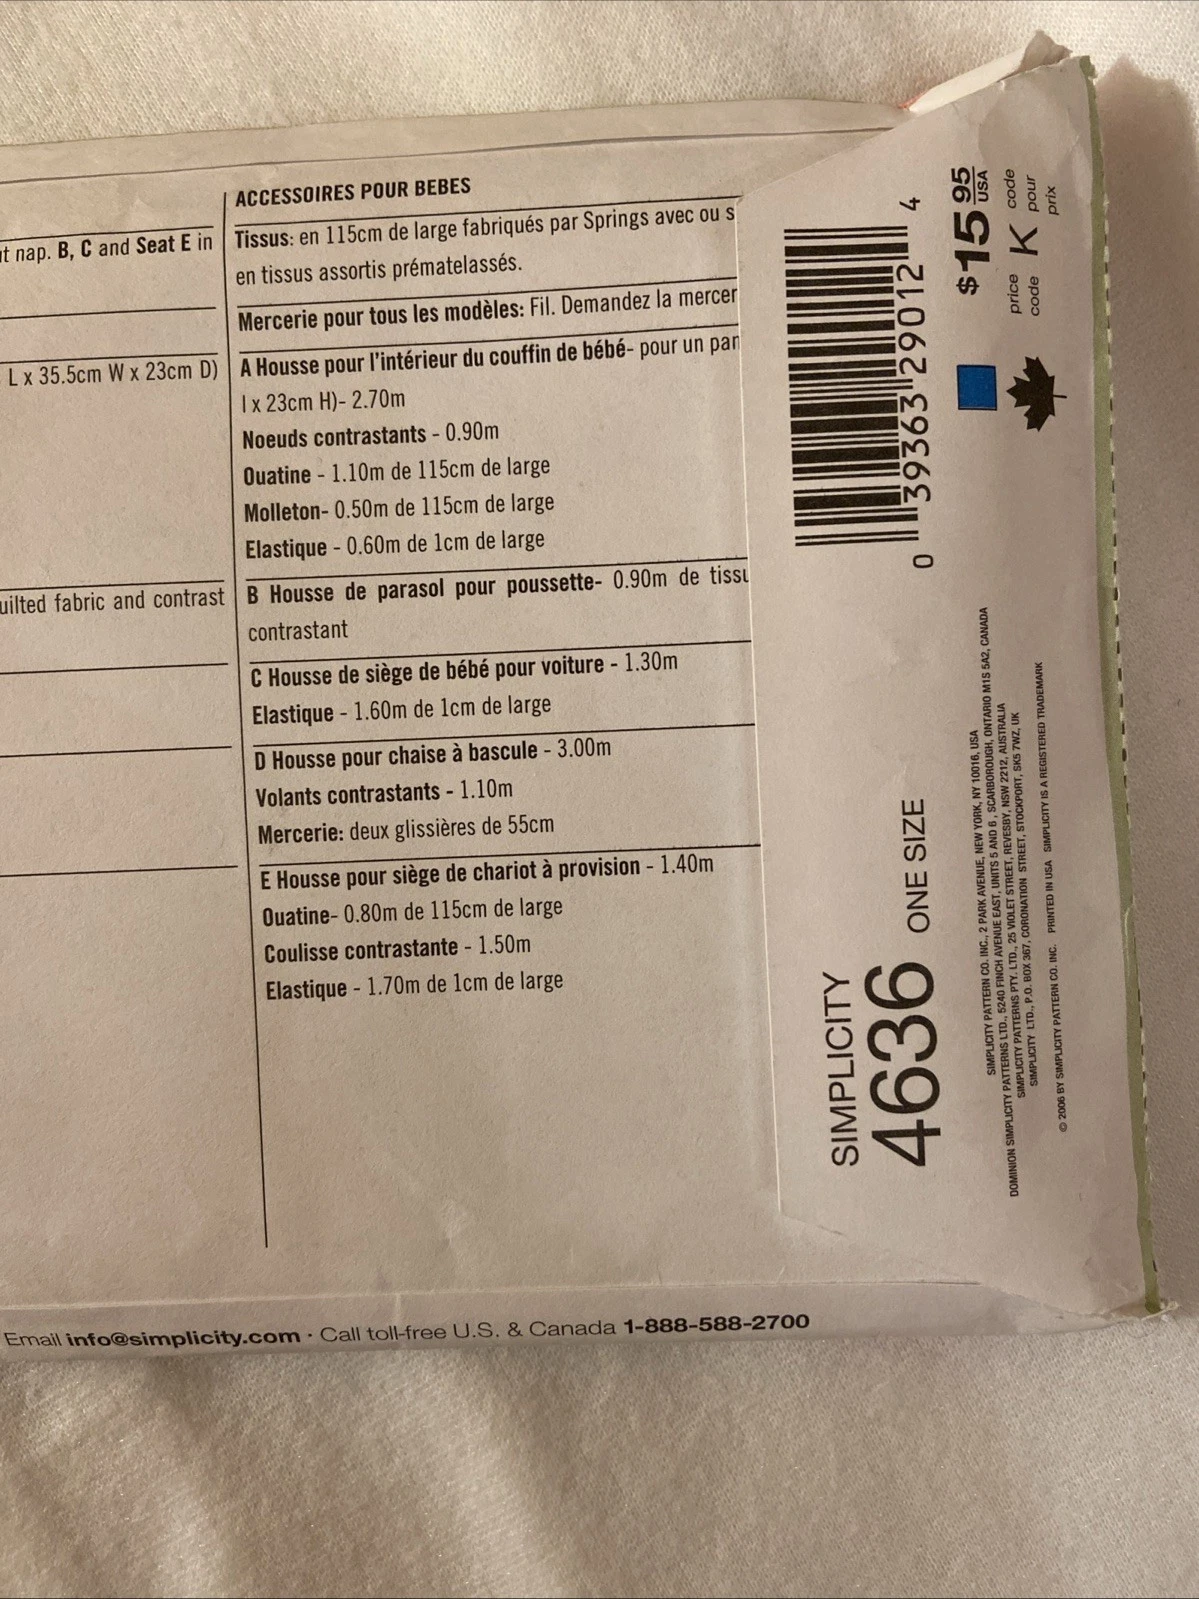 t nap. B, C and Seat E in
L x 35.5cm W x 23cm D)
uilted fabric and contrast
ACCESSOIRES POUR BEBES
Tissus: en 115cm de large fabriqués par Springs avec ou s
en tissus assortis prématelassés.
Mercerie pour tous les modèles: Fil. Demandez la mercer
A Housse pour l'intérieur du couffin de bébé- pour un par
l x 23cm H)- 2.70m
Noeuds contrastants - 0.90m
Ouatine - 1.10m de 115cm de large
Molleton- 0.50m de 115cm de large
Elastique - 0.60m de 1cm de large
B Housse de parasol pour poussette- 0.90m de tissu
contrastant
C Housse de siège de bébé pour voiture - 1.30m
Elastique - 1.60m de 1cm de large
D Housse pour chaise à bascule - 3.00m
Volants contrastants - 1.10m
Mercerie: deux glissières de 55cm
E Housse pour siège de chariot à provision - 1.40m
Ouatine- 0.80m de 115cm de large
Coulisse contrastante - 1.50m
Elastique - 1.70m de 1cm de large
SIMPLICITY
4636 ONE SIZE
0 39363 29012 4
$15.95 USA
price code K code pour prix
SIMPLICITY PATTERN CO. INC., 2 PARK AVENUE, NEW YORK, NY 10016, USA
DOMINION SIMPLICITY PATTERNS LTD., 5240 FINCH AVENUE EAST, UNITS 5 AND 6, SCARBOROUGH, ONTARIO M1S 5A2, CANADA
SIMPLICITY PATTERNS PTY. LTD., 25 VIOLET STREET, REVESBY, NSW 2212, AUSTRALIA
SIMPLICITY LTD., P.O. BOX 367, CORONATION STREET, STOCKPORT, SK5 7WZ, UK
© 2006 BY SIMPLICITY PATTERN CO. INC. PRINTED IN USA SIMPLICITY IS A REGISTERED TRADEMARK
Email info@simplicity.com · Call toll-free U.S. & Canada 1-888-588-2700